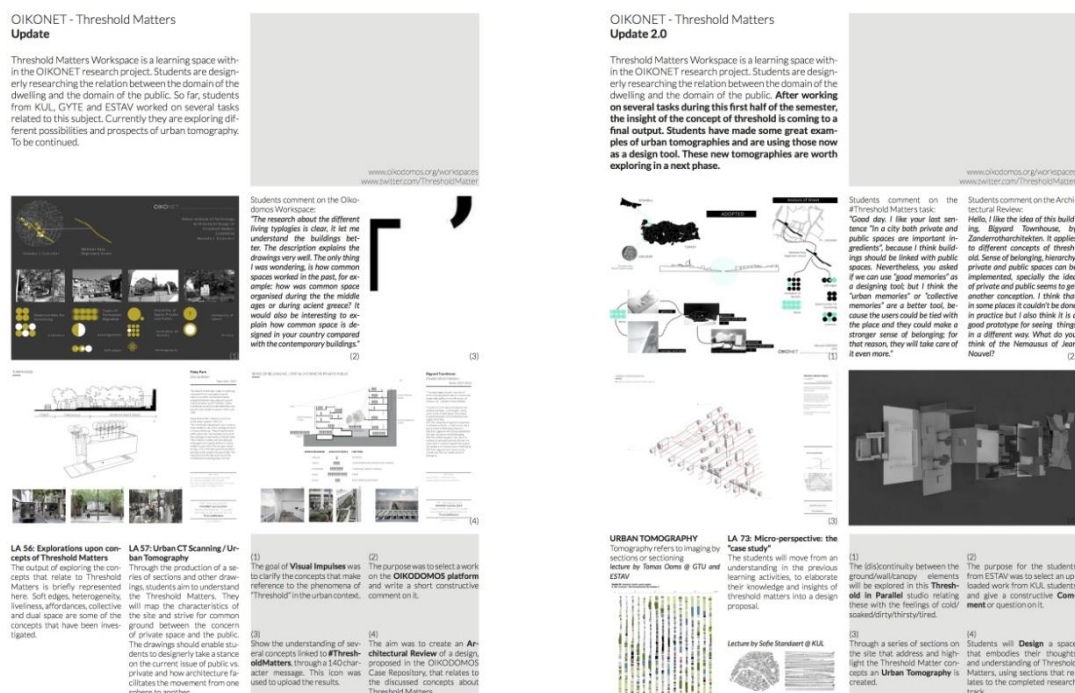 OIKONET - Threshold Matters
Update
Threshold Matters Workspace is a learning space with-
in the OIKONET research project. Students are design-
erly researching the relation between the domain of the
dwelling and the domain of the public. So far, students
from KUL, GYTE and ESTAV worked on several tasks
related to this subject. Currently they are exploring dif-
ferent possibilities and prospects of urban tomography.
To be continued.
www.oikodomos.org/workspaces
www.twitter.com/ThresholdMatter
OIKONET
(1)
Students comment on the Oiko-
domos Workspace:
"The research about the different
living typlogies is clear, it let me
understand the buildings bet-
ter. The description explains the
drawings very well. The only thing
I was wondering, is how common
spaces worked in the past, for ex-
ample: how was common space
organised during the the middle
ages or during acient greece? It
would also be interesting to ex-
plain how common space is de-
signed in your country compared
with the contemporary buildings."
(2)
(3)
(4)
LA 56: Explorations upon con-
cepts of Threshold Matters
The output of exploring the con-
cepts that relate to Threshold
Matters is briefly represented
here. Soft edges, heterogeneity,
liveliness, affordances, collective
and dual space are some of the
concepts that have been inves-
tigated.
LA 57: Urban CT Scanning / Ur-
ban Tomography
Through the production of a se-
ries of sections and other draw-
ings, students aim to understand
the Threshold Matters. They
will map the characteristics of
the site and strive for common
ground between the concern
of private space and the public.
The drawings should enable stu-
dents to designerly take a stance
on the current issue of public vs.
private and how architecture fa-
cilitates the movement from one
sphere to another.
(1)
The goal of Visual Impulses was
to clarify the concepts that make
reference to the phenomena of
"Threshold" in the urban context.
(2)
The purpose was to select a work
on the OIKODOMOS platform
and write a short constructive
comment on it.
(3)
Show the understanding of sev-
eral concepts linked to #Thresh-
oldMatters, through a 140 char-
acter message. This icon was
used to upload the results.
(4)
The aim was to create an Ar-
chitectural Review of a design,
proposed in the OIKODOMOS
Case Repository, that relates to
the discussed concepts about
Threshold Matters.
OIKONET - Threshold Matters
Update 2.0
Threshold Matters Workspace is a learning space with-
in the OIKONET research project. Students are design-
erly researching the relation between the domain of the
dwelling and the domain of the public. After working
on several tasks during this first half of the semester,
the insight of the concept of threshold is coming to a
final output. Students have made some great exam-
ples of urban tomographies and are using those now
as a design tool. These new tomographies are worth
exploring in a next phase.
www.oikodomos.org/workspaces
www.twitter.com/ThresholdMatter
ADOPTED
OIKONET
(1)
Students comment on the
#Threshold Matters task:
"Good day. I like your last sen-
tence "In a city both private and
public spaces are important in-
gredients", because I think build-
ings should be linked with public
spaces. Nevertheless, you asked
if we can use "good memories" as
a designing tool; but I think the
"urban memories" or "collective
memories" are a better tool, be-
cause the users could be tied with
the place and they could make a
stronger sense of belonging; for
that reason, they will take care of
it even more."
Students comment on the Archi-
tectural Review:
Hello, I like the idea of this build-
ing, Bigyard Townhouse, by
Zanderrotharchitekten. It applies
to different concepts of thresh-
old. Sense of belonging, hierarchy,
private and public spaces can be
implemented, specially the idea
of private and public seems to get
another conception. I think that
in some places it couldn't be done
in practice but I also think it is a
good prototype for seeing things
in a different way. What do you
think of the Nemausus of Jean
Nouvel?
(2)
(3)
URBAN TOMOGRAPHY
Tomography refers to imaging by
sections or sectioning
lecture by Tomas Ooms @ GTU and
ESTAV
LA 73: Micro-perspective: the
"case study"
The students will move from an
understanding in the previous
learning activities, to elaborate
their knowledge and insights of
threshold matters into a design
proposal.
Lecture by Sofie Standaert @ KUL
(1)
The (dis)continuity between the
ground/wall/canopy elements
will be explored in this Thresh-
old in Parallel studio relating
these with the feelings of cold/
soaked/dirty/thirsty/tired.
(2)
The purpose for the students
from ESTAV was to select an up-
loaded work from KUL students
and give a constructive Com-
ment or question on it.
(3)
Through a series of sections on
the site that address and high-
light the Threshold Matter con-
cepts an Urban Tomography is
created.
(4)
Students will Design a space
that embodies their thoughts
and understanding of Threshold
Matters, using sections that re-
lates to the completed research
track.